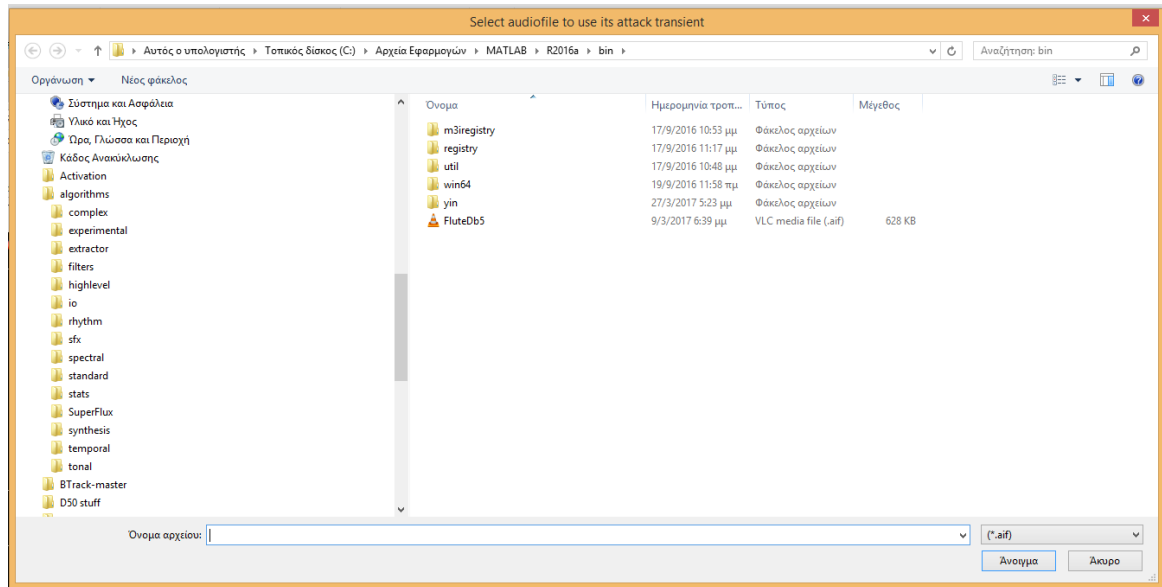 Select audiofile to use its attack transient
Αυτός ο υπολογιστής Τοπικός δίσκος (C:) Αρχεία Εφαρμογών MATLAB R2016a bin Αναζήτηση: bin
Οργάνωση Νέος φάκελος
Σύστημα και Ασφάλεια
Υλικό και Ήχος
Ώρα, Γλώσσα και Περιοχή
Κάδος Ανακύκλωσης
Activation
algorithms
complex
experimental
extractor
filters
highlevel
io
rhythm
sfx
spectral
standard
stats
SuperFlux
synthesis
temporal
tonal
BTrack-master
D50 stuff
Όνομα Ημερομηνία τροπ... Τύπος Μέγεθος
m3iregistry 17/9/2016 10:53 μμ Φάκελος αρχείων
registry 17/9/2016 11:17 μμ Φάκελος αρχείων
util 17/9/2016 10:48 μμ Φάκελος αρχείων
win64 19/9/2016 11:58 πμ Φάκελος αρχείων
yin 27/3/2017 5:23 μμ Φάκελος αρχείων
FluteDb5 9/3/2017 6:39 μμ VLC media file (.aif) 628 KB
Όνομα αρχείου: (*.aif)
Άνοιγμα Άκυρο